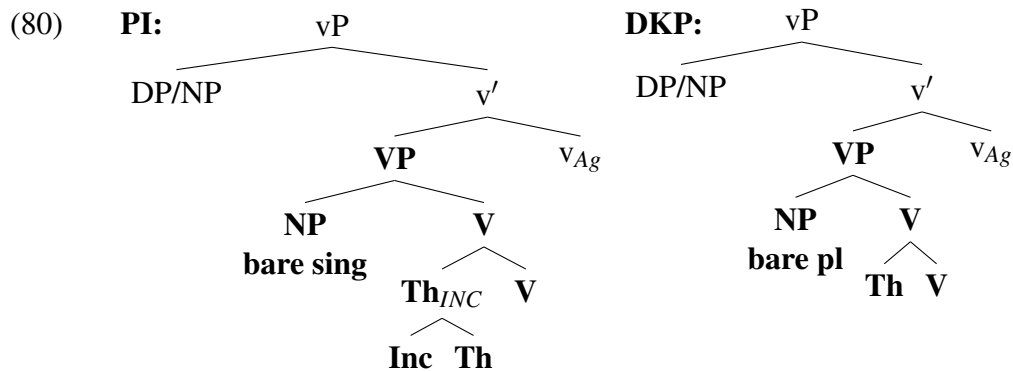 (80) PI: vP DKP: vP
DP/NP v′ DP/NP v′
VP v_Ag VP v_Ag
NP V NP V
bare sing bare pl
Th_INC V Th V
Inc Th